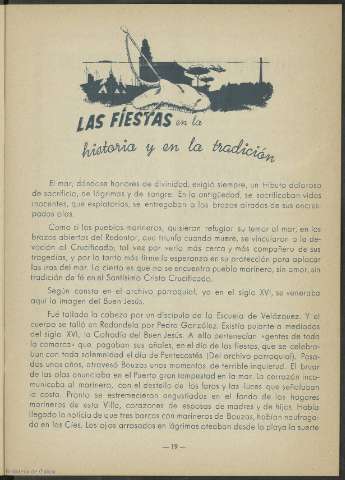 LAS FIESTAS en la
historia y en la tradición
El mar, dándose honores de divinidad, exigió siempre, un tributo doloroso
de sacrificio, de lágrimas y de sangre. En la antigüedad, se sacrificaban vidas
inocentes, que expiatorias, se entregaban a los brazos airados de sus encres-
padas olas.
Como si los pueblos marineros, quisieran refugiar su temor al mar, en los
brazos abiertos del Redentor, que triunfa cuando muere, se vincularon a la de-
voción al Crucificado, tal vez por verlo más cerca y más compañero de sus
tragedias, y por lo tanto más firme la esperanza en su protección para aplacar
las iras del mar. Lo cierto es que no se encuentra pueblo marinero, sin amor, sin
tradición de fé en el Santísimo Cristo Crucificado.
Según consta en el archivo parroquial, ya en el siglo XVI, se veneraba
aquí la imagen del Buen Jesús.
Fué tallada la cabeza por un discípulo de la Escuela de Velázquez. Y el
cuerpo se talló en Redondela por Pedro González. Existía pujante a mediados
del siglo XVI, la Cofradía del Buen Jesús. A ella pertenecían «gentes de toda
la comarca» que pagaban sus añales, en el día de las fiestas, que se celebra-
ban con toda solemnidad el día de Pentecostés (Del archivo parroquial). Pasa-
dos unos años, atravesó Bouzas unos momentos de terrible inquietud. El bruar
de las olas anunciaba en el Puerto gran tempestad en la mar. La cerrazón inco-
municaba al marinero, con el destello de los faros y las luces que señalaban
la costa. Pronto se estremecieron angustiados en el fondo de los hogares
marineros de esta Villa, corazones de esposas de madres y de hijos. Había
llegado la noticia de que tres barcos con marineros de Bouzas, habían naufraga-
do en las Cíes. Los ojos arrasados en lágrimas oteaban desde la playa la suerte
— 19 —